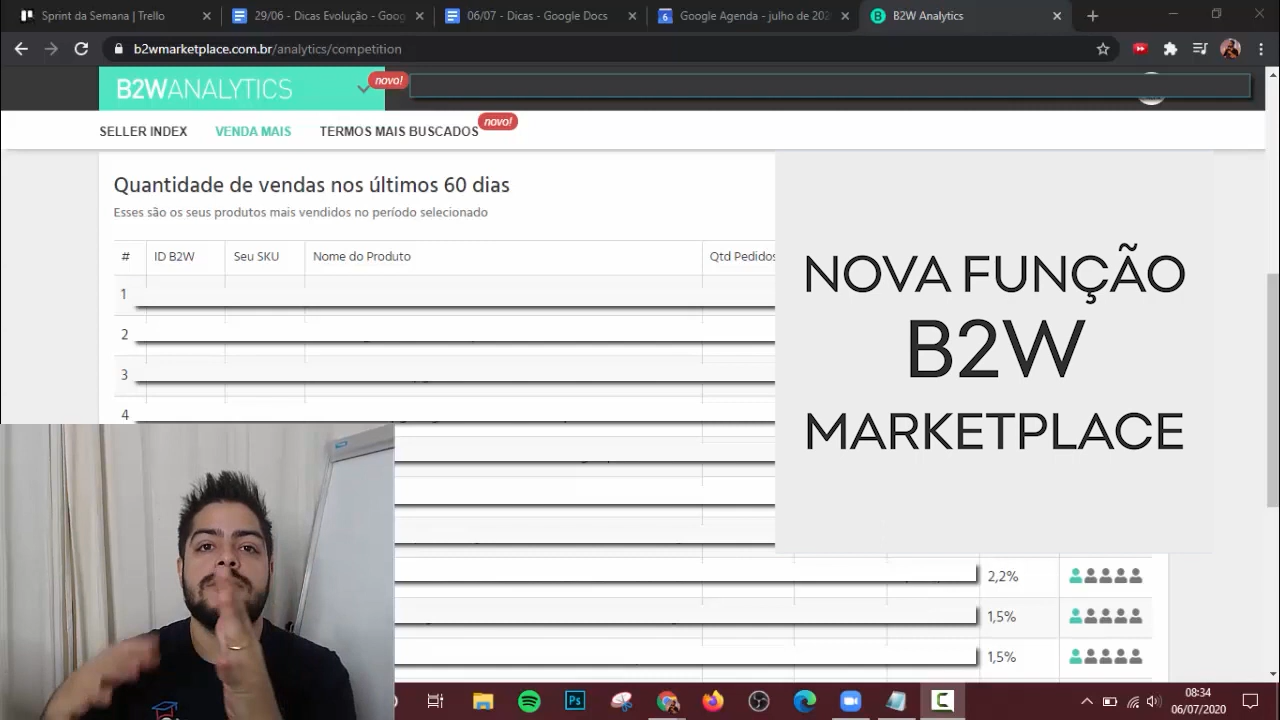 Sprint da Semana | Trello
29/06 - Dicas Evolução - Goog
06/07 - Dicas - Google Docs
Google Agenda - julho de 202
B2W Analytics
b2wmarketplace.com.br/analytics/competition
B2WANALYTICS
novo!
SELLER INDEX
VENDA MAIS
TERMOS MAIS BUSCADOS
novo!
Quantidade de vendas nos últimos 60 dias
Esses são os seus produtos mais vendidos no período selecionado
# ID B2W Seu SKU Nome do Produto Qtd Pedidos
1
2
3
4
NOVA FUNÇÃO
B2W
MARKETPLACE
2,2%
1,5%
1,5%
Ps
08:34
06/07/2020